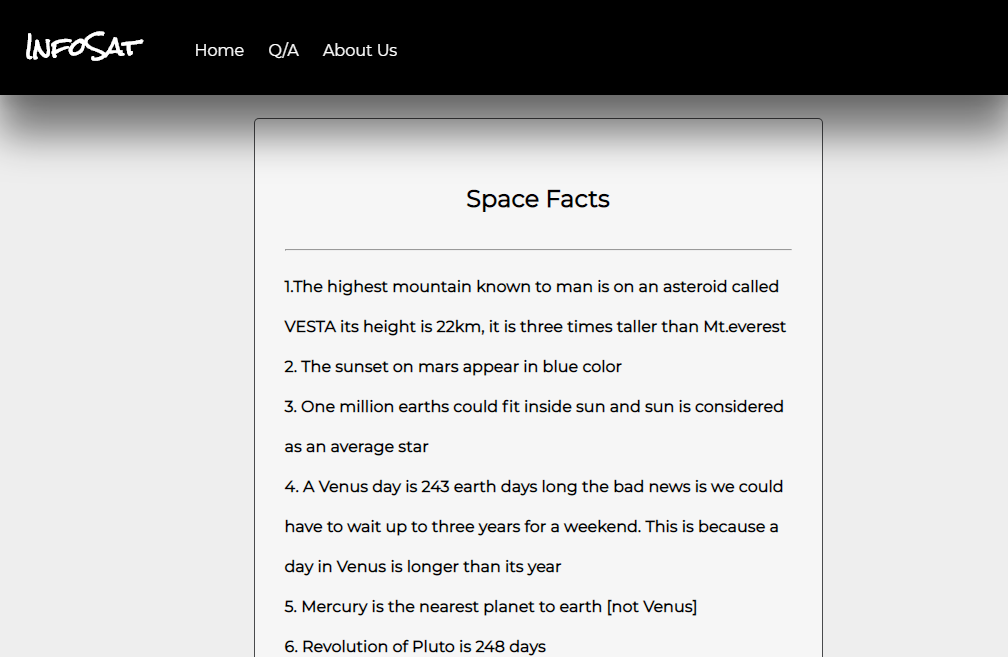 InfoSat
Home Q/A About Us
Space Facts
1.The highest mountain known to man is on an asteroid called
VESTA its height is 22km, it is three times taller than Mt.everest
2. The sunset on mars appear in blue color
3. One million earths could fit inside sun and sun is considered
as an average star
4. A Venus day is 243 earth days long the bad news is we could
have to wait up to three years for a weekend. This is because a
day in Venus is longer than its year
5. Mercury is the nearest planet to earth [not Venus]
6. Revolution of Pluto is 248 days